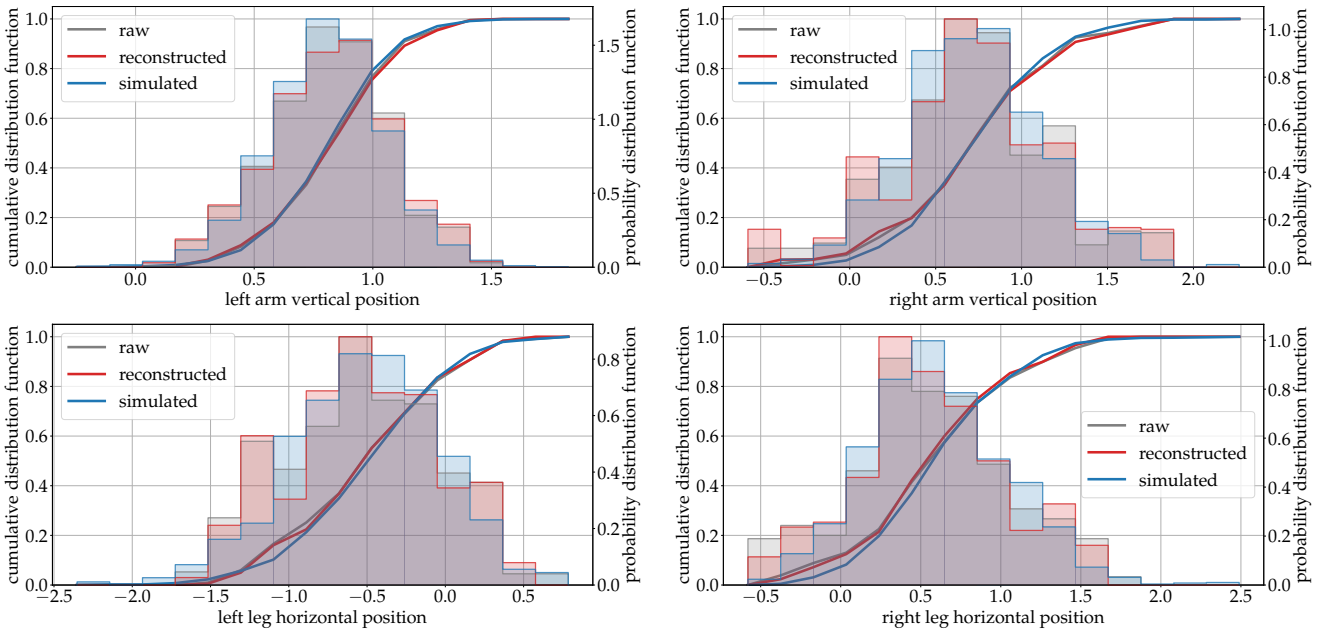 cumulative distribution function
1.0
0.8
0.6
0.4
0.2
0.0
raw
reconstructed
simulated
0.0
0.5
1.0
1.5
left arm vertical position
1.5
1.0
0.5
0.0
probability distribution function
cumulative distribution function
1.0
0.8
0.6
0.4
0.2
0.0
raw
reconstructed
simulated
−0.5
0.0
0.5
1.0
1.5
2.0
right arm vertical position
1.0
0.8
0.6
0.4
0.2
0.0
probability distribution function
cumulative distribution function
1.0
0.8
0.6
0.4
0.2
0.0
raw
reconstructed
simulated
−2.5
−2.0
−1.5
−1.0
−0.5
0.0
0.5
left leg horizontal position
0.8
0.6
0.4
0.2
0.0
probability distribution function
cumulative distribution function
1.0
0.8
0.6
0.4
0.2
0.0
raw
reconstructed
simulated
−0.5
0.0
0.5
1.0
1.5
2.0
2.5
right leg horizontal position
1.0
0.8
0.6
0.4
0.2
0.0
probability distribution function